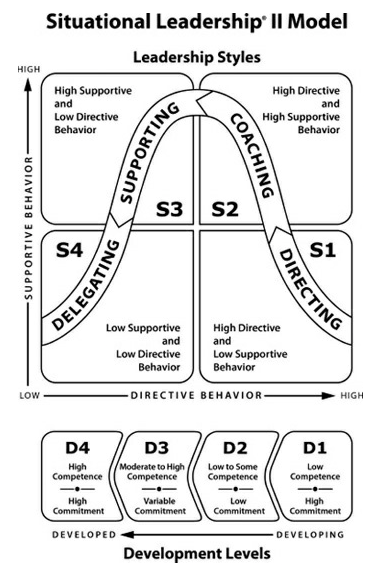 Situational Leadership® II Model
Leadership Styles
HIGH
High Supportive
and
Low Directive
Behavior
High Directive
and
High Supportive
Behavior
SUPPORTING
COACHING
S3
S2
S4
S1
DELEGATING
DIRECTING
Low Supportive
and
Low Directive
Behavior
High Directive
and
Low Supportive
Behavior
SUPPORTIVE BEHAVIOR
LOW
DIRECTIVE BEHAVIOR
HIGH
D4
High
Competence
High
Commitment
D3
Moderate to High
Competence
Variable
Commitment
D2
Low to Some
Competence
Low
Commitment
D1
Low
Competence
High
Commitment
DEVELOPED
DEVELOPING
Development Levels